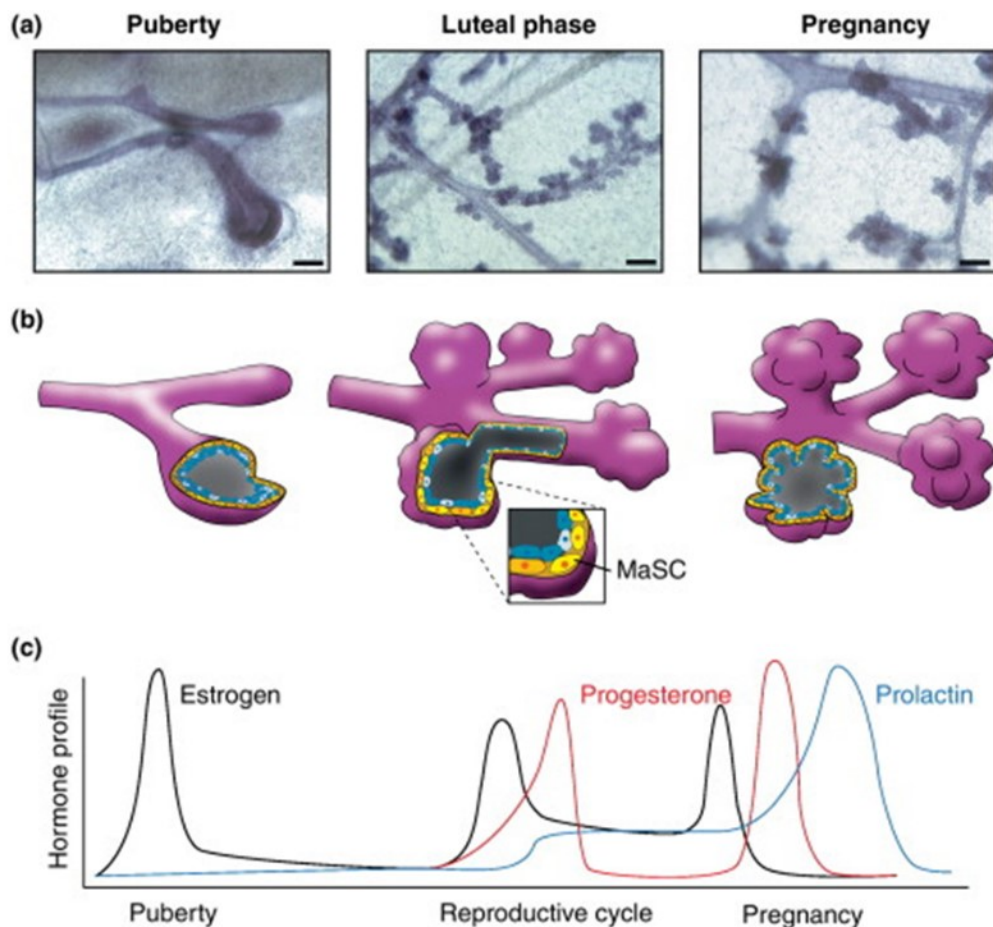 (a)
Puberty
Luteal phase
Pregnancy
(b)
MaSC
(c)
Estrogen
Progesterone
Prolactin
Hormone profile
Puberty
Reproductive cycle
Pregnancy